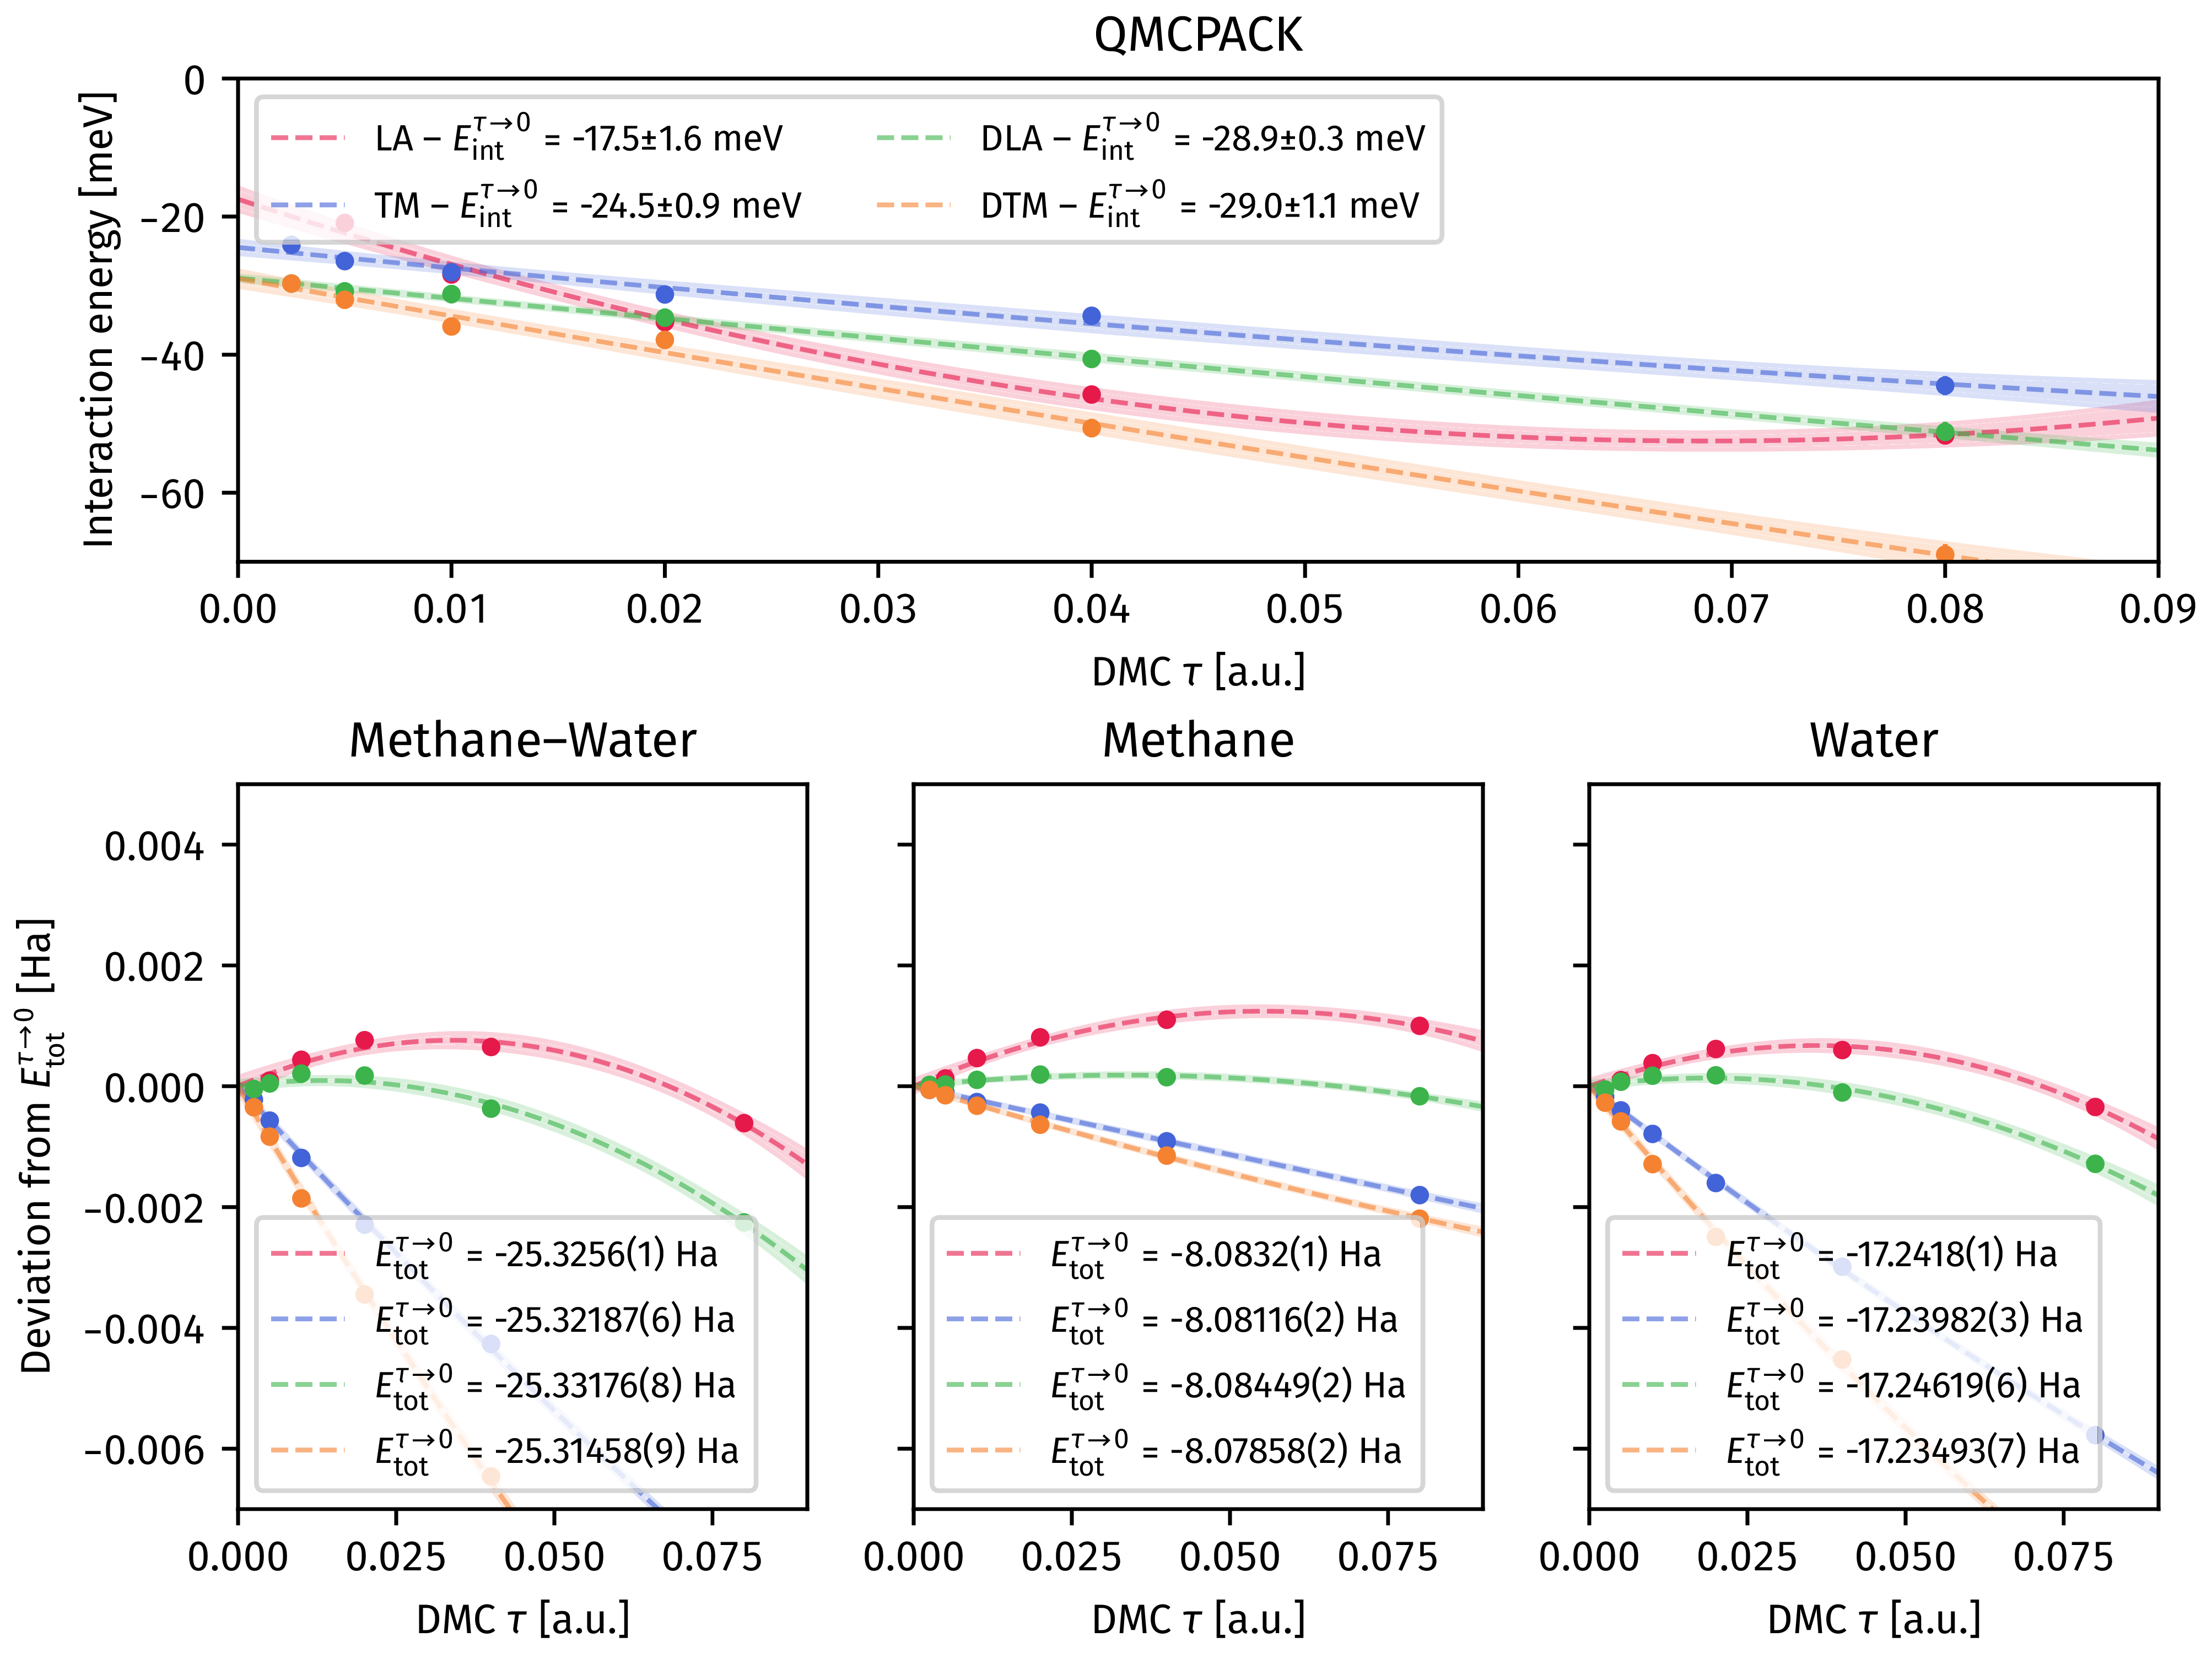 QMCPACK
Interaction energy [meV]
0
−20
−40
−60
LA – E_int^{τ→0} = -17.5±1.6 meV
TM – E_int^{τ→0} = -24.5±0.9 meV
DLA – E_int^{τ→0} = -28.9±0.3 meV
DTM – E_int^{τ→0} = -29.0±1.1 meV
0.00 0.01 0.02 0.03 0.04 0.05 0.06 0.07 0.08 0.09
DMC τ [a.u.]
Deviation from E_tot^{τ→0} [Ha]
Methane–Water
0.004
0.002
0.000
−0.002
−0.004
−0.006
E_tot^{τ→0} = -25.3256(1) Ha
E_tot^{τ→0} = -25.32187(6) Ha
E_tot^{τ→0} = -25.33176(8) Ha
E_tot^{τ→0} = -25.31458(9) Ha
0.000 0.025 0.050 0.075
DMC τ [a.u.]
Methane
E_tot^{τ→0} = -8.0832(1) Ha
E_tot^{τ→0} = -8.08116(2) Ha
E_tot^{τ→0} = -8.08449(2) Ha
E_tot^{τ→0} = -8.07858(2) Ha
0.000 0.025 0.050 0.075
DMC τ [a.u.]
Water
E_tot^{τ→0} = -17.2418(1) Ha
E_tot^{τ→0} = -17.23982(3) Ha
E_tot^{τ→0} = -17.24619(6) Ha
E_tot^{τ→0} = -17.23493(7) Ha
0.000 0.025 0.050 0.075
DMC τ [a.u.]